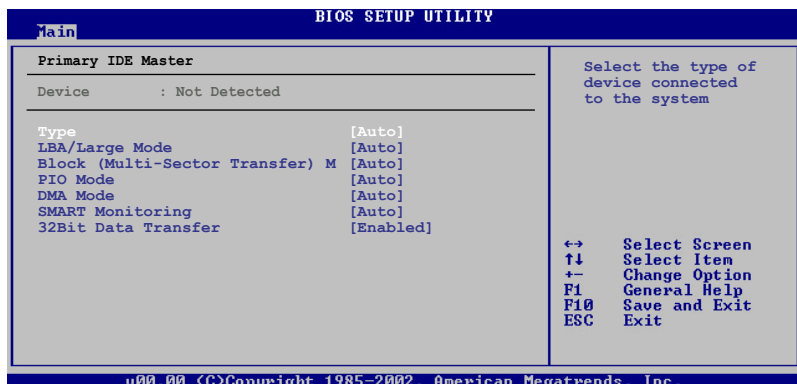 BIOS SETUP UTILITY
Main
Primary IDE Master
Device : Not Detected
Type [Auto]
LBA/Large Mode [Auto]
Block (Multi-Sector Transfer) M [Auto]
PIO Mode [Auto]
DMA Mode [Auto]
SMART Monitoring [Auto]
32Bit Data Transfer [Enabled]
Select the type of
device connected
to the system
←→ Select Screen
↑↓ Select Item
+- Change Option
F1 General Help
F10 Save and Exit
ESC Exit
v00.00 (C)Copyright 1985-2002, American Megatrends, Inc.